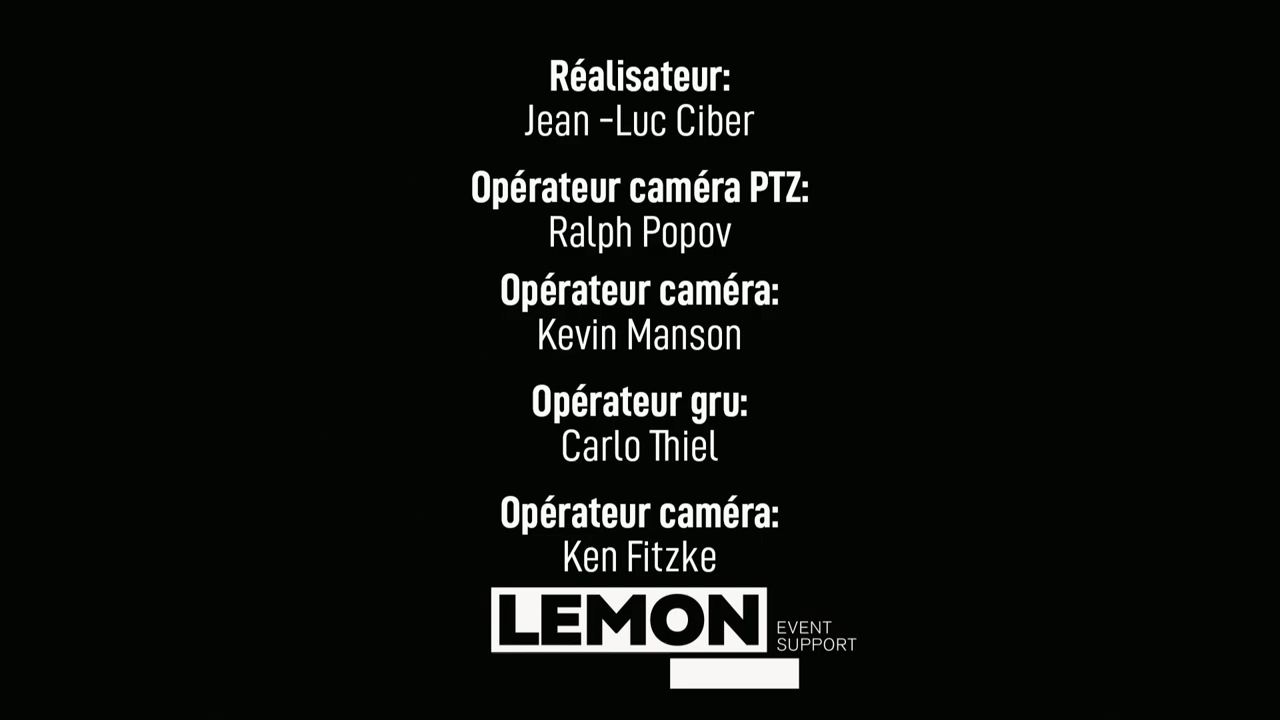 Réalisateur:
Jean -Luc Ciber
Opérateur caméra PTZ:
Ralph Popov
Opérateur caméra:
Kevin Manson
Opérateur gru:
Carlo Thiel
Opérateur caméra:
Ken Fitzke
LEMON
EVENT
SUPPORT